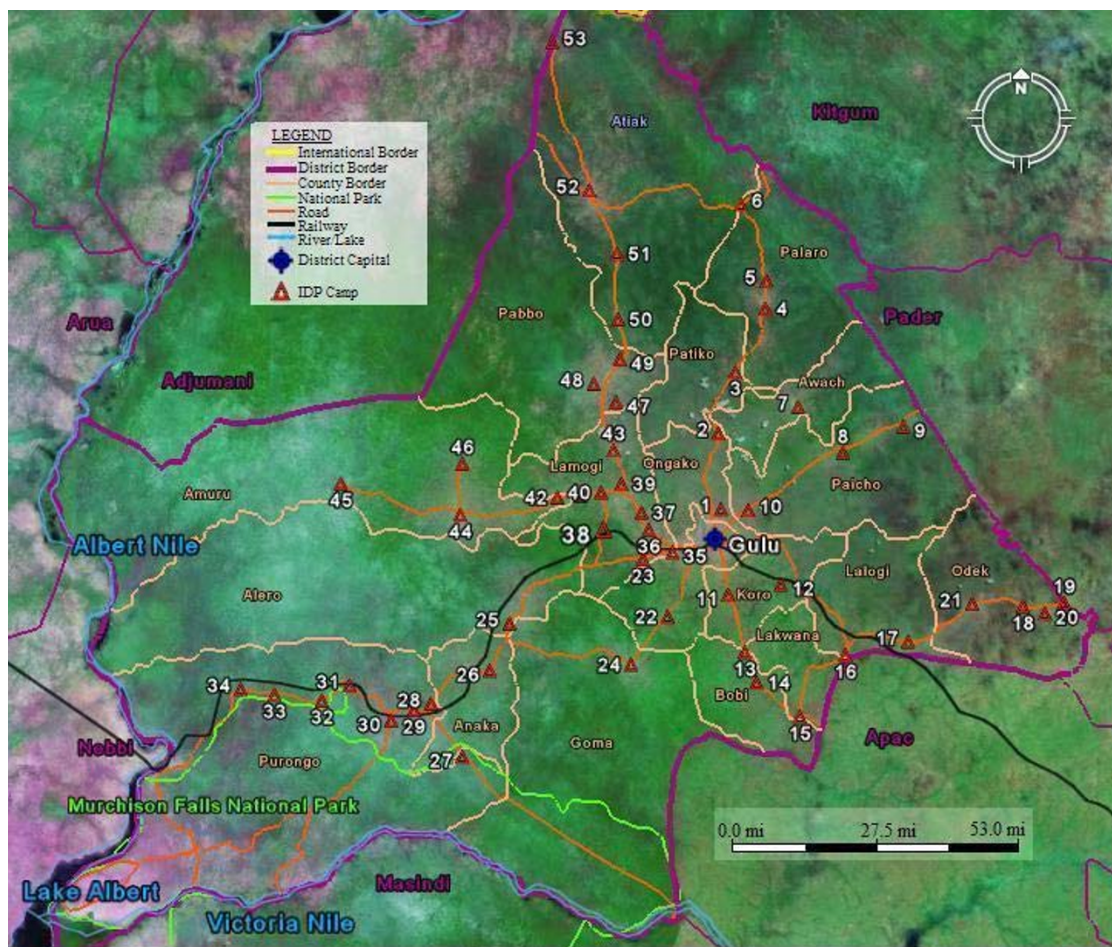 53
N
Kitgum
Atiak
LEGEND
International Border
District Border
County Border
National Park
Road
Railway
River/Lake
District Capital
IDP Camp
52
6
51
Palaro
5
4
Pabbo
50
Pader
Arua
Patiko
49
Adjumani
48
3
Awach
47
7
2
8
9
43
46
Lamogi
Ongako
Paicho
45
Amuru
42
40
39
1
10
44
37
38
36
35
Gulu
Albert Nile
23
Lalogi
Odek
Alero
11
Koro
12
19
21
18
20
25
22
Lakwana
17
24
13
16
26
34
31
28
Bobi
14
33
32
30
29
Anaka
15
Nebbi
Goma
Apac
27
Purongo
Murchison Falls National Park
0.0 mi
27.5 mi
53.0 mi
Masindi
Lake Albert
Victoria Nile